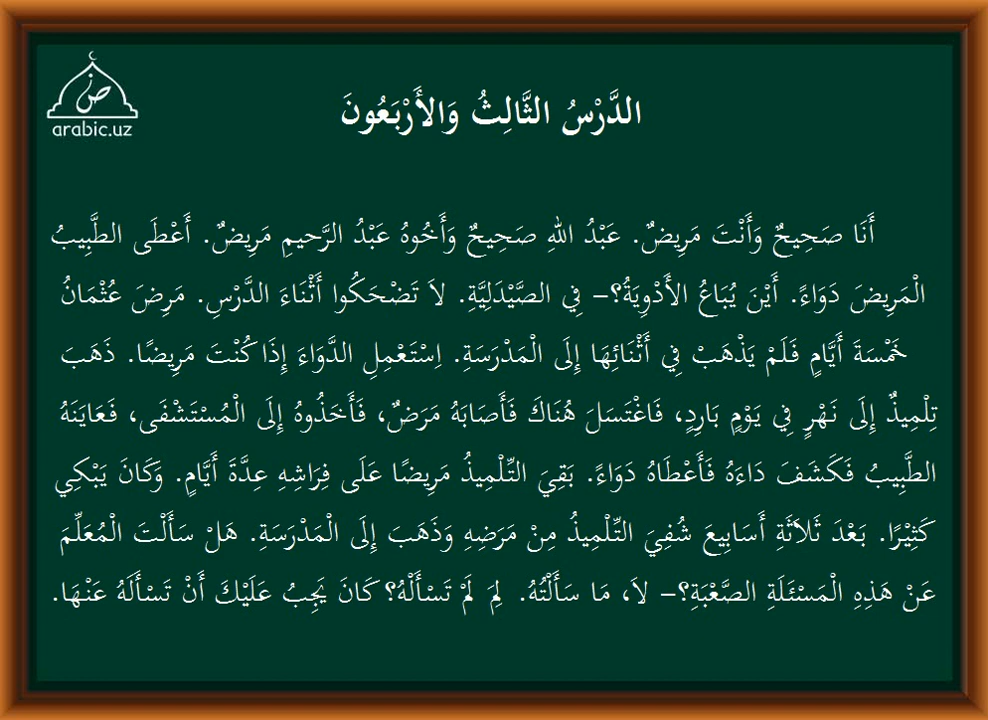 ض
arabic.uz
الدَّرْسُ الثَّالِثُ وَالأَرْبَعُونَ
أَنَا صَحِيحٌ وَأَنْتَ مَرِيضٌ. عَبْدُ اللهِ صَحِيحٌ وَأَخُوهُ عَبْدُ الرَّحِيمِ مَرِيضٌ. أَعْطَى الطَّبِيبُ
الْمَرِيضَ دَوَاءً. أَيْنَ يُبَاعُ الأَدْوِيَةُ؟– فِي الصَّيْدَلِيَّةِ. لاَ تَضْحَكُوا أَثْنَاءَ الدَّرْسِ. مَرِضَ عُثْمَانُ
خَمْسَةَ أَيَّامٍ فَلَمْ يَذْهَبْ فِي أَثْنَائِهَا إِلَى الْمَدْرَسَةِ. اِسْتَعْمِلِ الدَّوَاءَ إِذَا كُنْتَ مَرِيضًا. ذَهَبَ
تِلْمِيذٌ إِلَى نَهْرٍ فِي يَوْمٍ بَارِدٍ، فَاغْتَسَلَ هُنَاكَ فَأَصَابَهُ مَرَضٌ، فَأَخَذُوهُ إِلَى الْمُسْتَشْفَى، فَعَايَنَهُ
الطَّبِيبُ فَكَشَفَ دَاءَهُ فَأَعْطَاهُ دَوَاءً. بَقِيَ التِّلْمِيذُ مَرِيضًا عَلَى فِرَاشِهِ عِدَّةَ أَيَّامٍ. وَكَانَ يَبْكِي
كَثِيْرًا. بَعْدَ ثَلاَثَةِ أَسَابِيعَ شُفِيَ التِّلْمِيذُ مِنْ مَرَضِهِ وَذَهَبَ إِلَى الْمَدْرَسَةِ. هَلْ سَأَلْتَ الْمُعَلِّمَ
عَنْ هَذِهِ الْمَسْئَلَةِ الصَّعْبَةِ؟– لاَ، مَا سَأَلْتُهُ. لِمَ لَمْ تَسْأَلْهُ؟ كَانَ يَجِبُ عَلَيْكَ أَنْ تَسْأَلَهُ عَنْهَا.